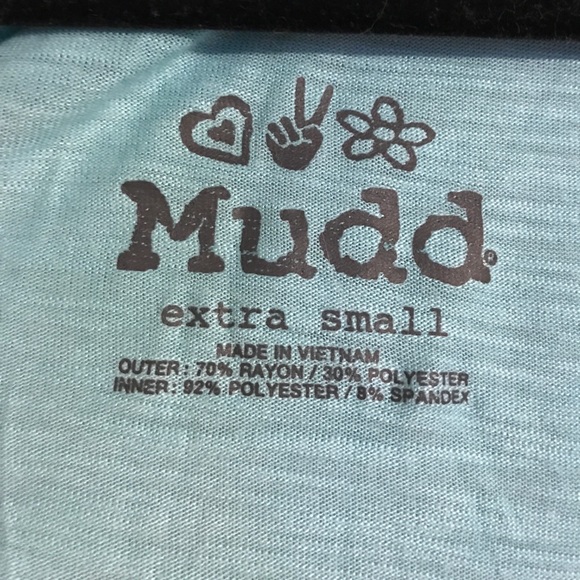 Mudd®
extra small
MADE IN VIETNAM
OUTER: 70% RAYON / 30% POLYESTER
INNER: 92% POLYESTER / 8% SPANDEX